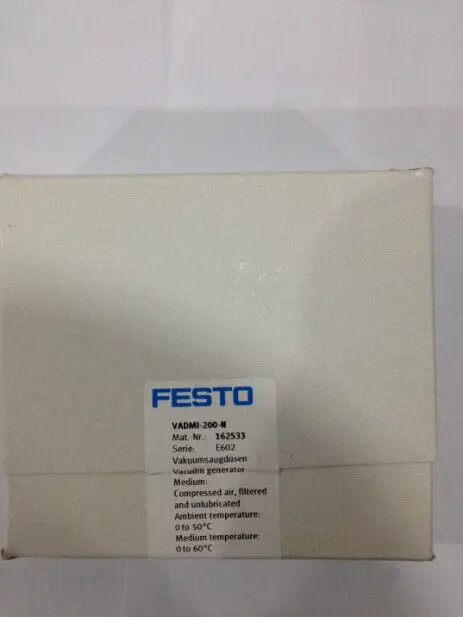 FESTO
VADMI-200-N
Mat.-Nr.: 162533
Serie: E602
Vakuumsaugdüsen
Vacuum generator
Medium:
Compressed air, filtered
and unlubricated
Ambient temperature:
0 to 50°C
Medium temperature:
0 to 60°C